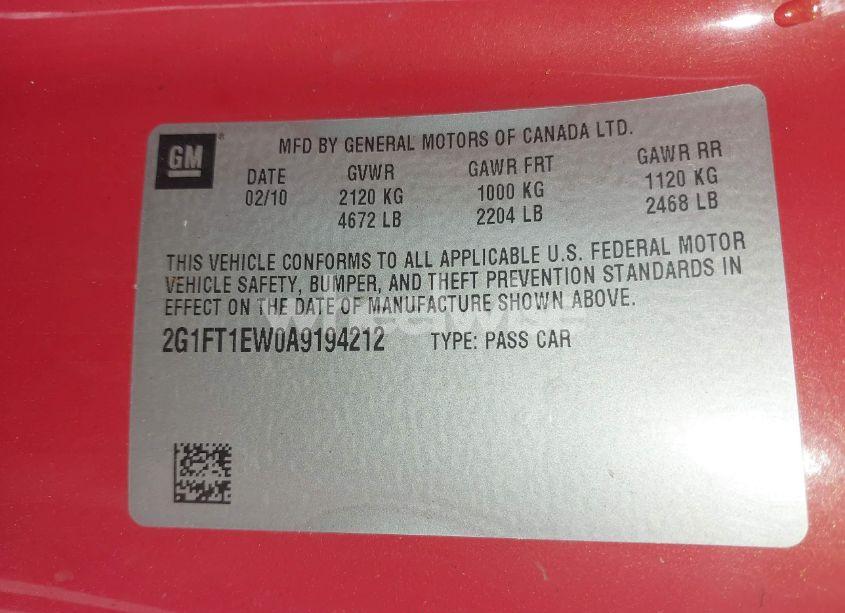 GM
MFD BY GENERAL MOTORS OF CANADA LTD.
DATE GVWR GAWR FRT GAWR RR
02/10 2120 KG 1000 KG 1120 KG
4672 LB 2204 LB 2468 LB
THIS VEHICLE CONFORMS TO ALL APPLICABLE U.S. FEDERAL MOTOR
VEHICLE SAFETY, BUMPER, AND THEFT PREVENTION STANDARDS IN
EFFECT ON THE DATE OF MANUFACTURE SHOWN ABOVE.
2G1FT1EW0A9194212 TYPE: PASS CAR